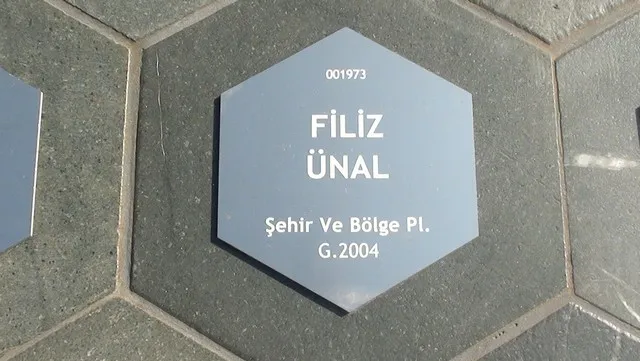 001973
FİLİZ
ÜNAL
Şehir Ve Bölge Pl.
G.2004